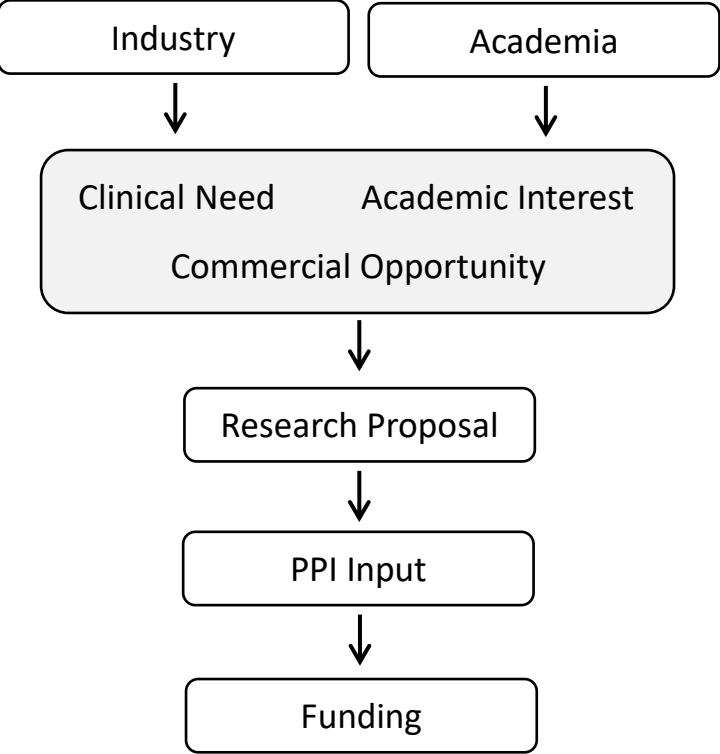 Industry
Academia
Clinical Need
Academic Interest
Commercial Opportunity
Research Proposal
PPI Input
Funding